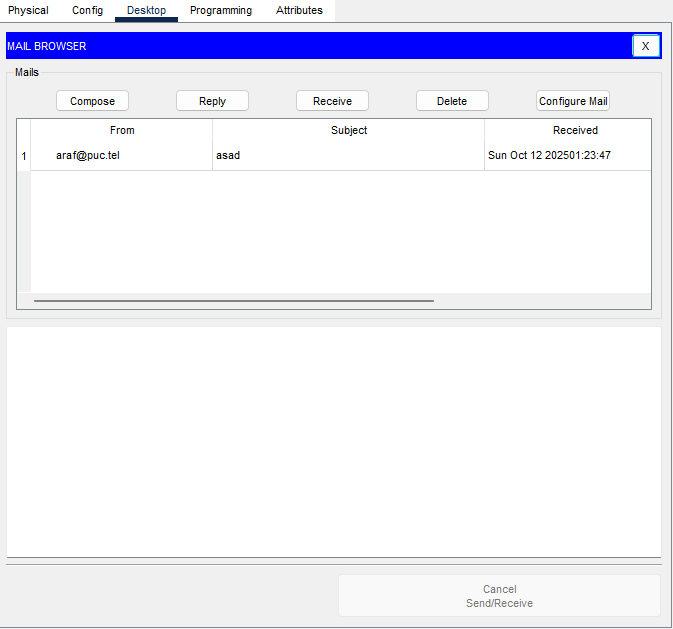 Physical Config Desktop Programming Attributes
MAIL BROWSER X
Mails
Compose Reply Receive Delete Configure Mail
From Subject Received
1 araf@puc.tel asad Sun Oct 12 202501:23:47
Cancel
Send/Receive